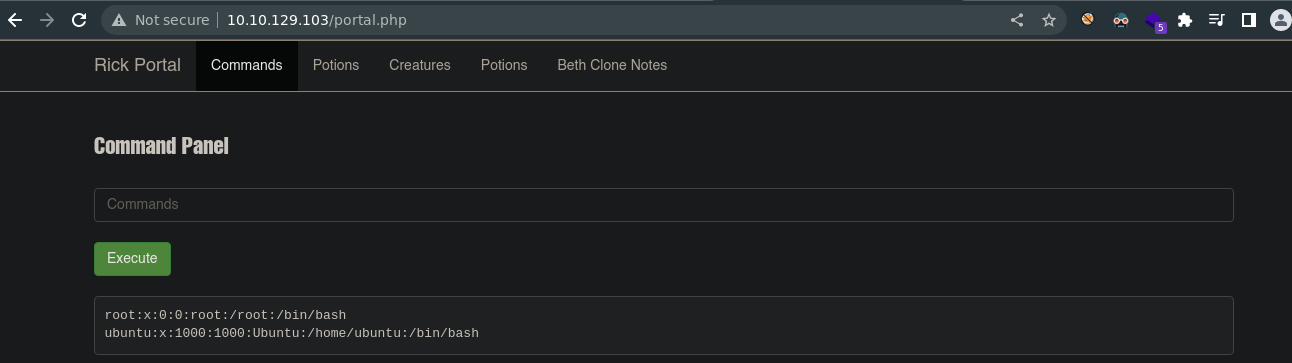 Not secure 10.10.129.103/portal.php
5
Rick Portal Commands Potions Creatures Potions Beth Clone Notes
Command Panel
Commands
Execute
root:x:0:0:root:/root:/bin/bash
ubuntu:x:1000:1000:Ubuntu:/home/ubuntu:/bin/bash